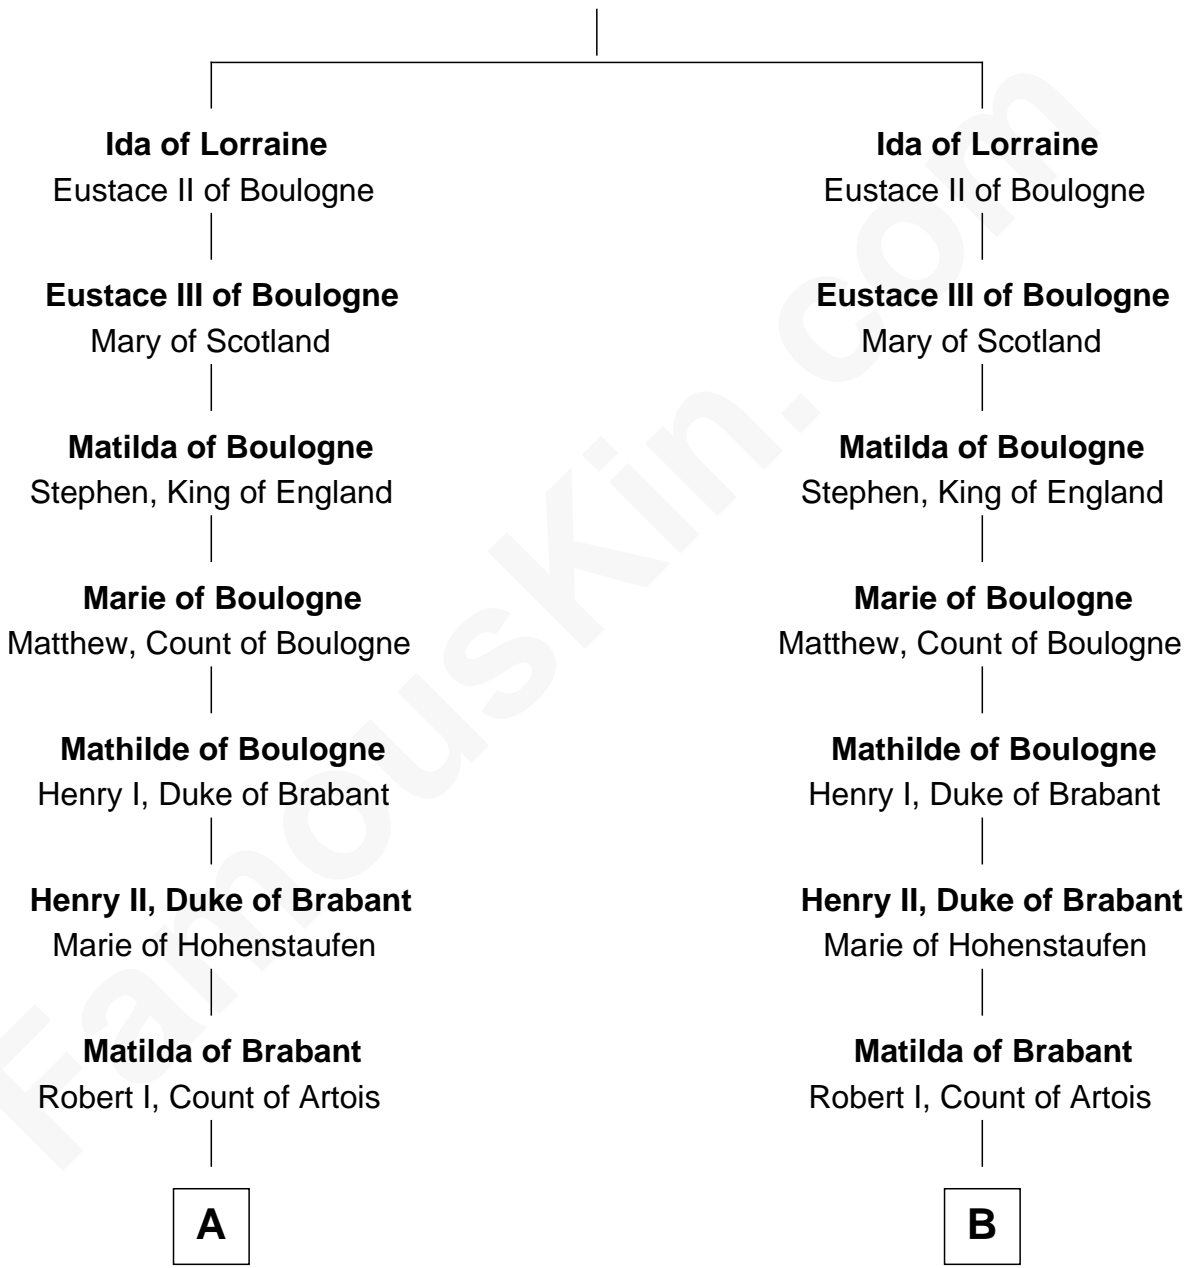 Ida of Lorraine
Eustace II of Boulogne
Eustace III of Boulogne
Mary of Scotland
Matilda of Boulogne
Stephen, King of England
Marie of Boulogne
Matthew, Count of Boulogne
Mathilde of Boulogne
Henry I, Duke of Brabant
Henry II, Duke of Brabant
Marie of Hohenstaufen
Matilda of Brabant
Robert I, Count of Artois
A
Ida of Lorraine
Eustace II of Boulogne
Eustace III of Boulogne
Mary of Scotland
Matilda of Boulogne
Stephen, King of England
Marie of Boulogne
Matthew, Count of Boulogne
Mathilde of Boulogne
Henry I, Duke of Brabant
Henry II, Duke of Brabant
Marie of Hohenstaufen
Matilda of Brabant
Robert I, Count of Artois
B
FamousKin.com